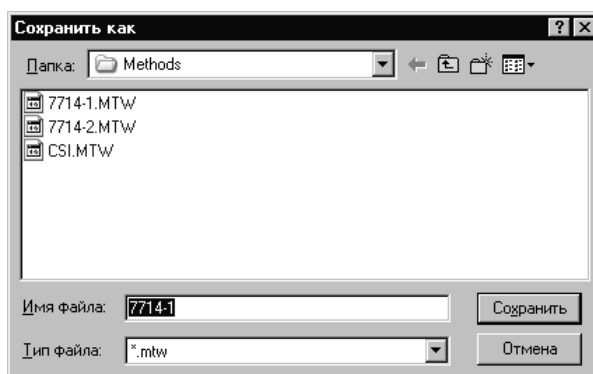 Сохранить как
Папка: Methods
7714-1.MTW
7714-2.MTW
CSI.MTW
Имя файла: 7714-1 Сохранить
Тип файла: *.mtw Отмена